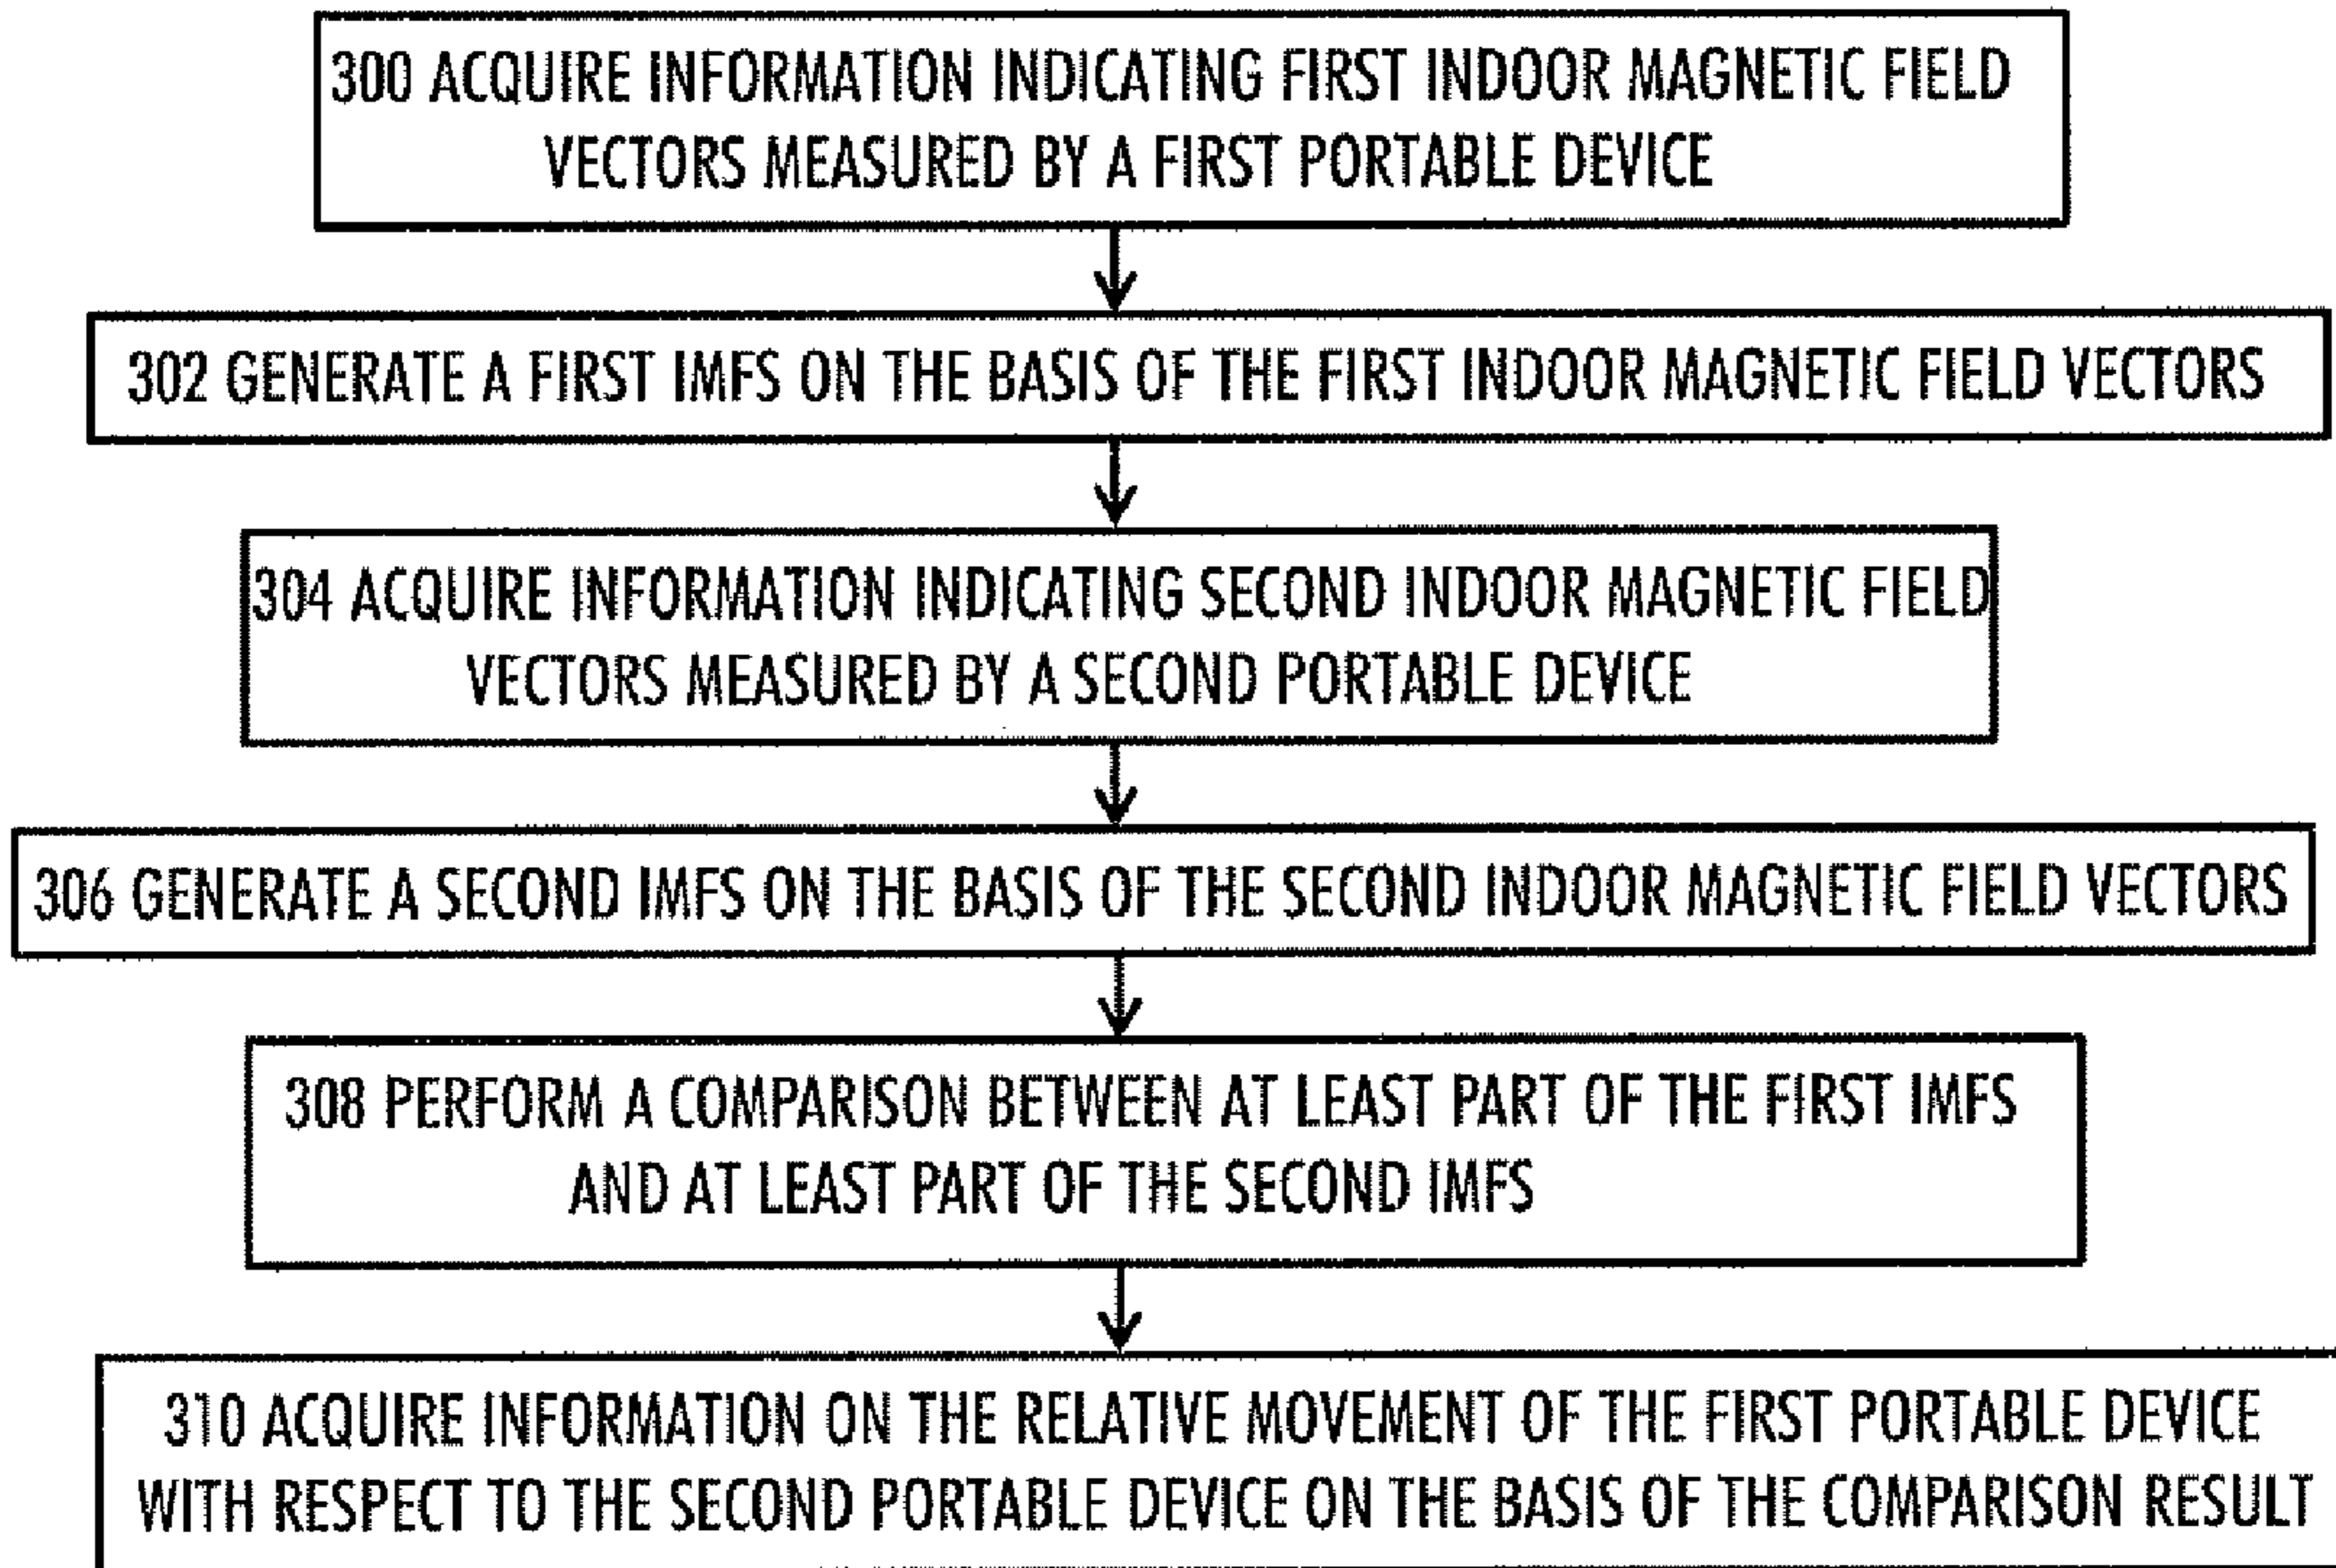 300 ACQUIRE INFORMATION INDICATING FIRST INDOOR MAGNETIC FIELD
VECTORS MEASURED BY A FIRST PORTABLE DEVICE
302 GENERATE A FIRST IMFS ON THE BASIS OF THE FIRST INDOOR MAGNETIC FIELD VECTORS
304 ACQUIRE INFORMATION INDICATING SECOND INDOOR MAGNETIC FIELD
VECTORS MEASURED BY A SECOND PORTABLE DEVICE
306 GENERATE A SECOND IMFS ON THE BASIS OF THE SECOND INDOOR MAGNETIC FIELD VECTORS
308 PERFORM A COMPARISON BETWEEN AT LEAST PART OF THE FIRST IMFS
AND AT LEAST PART OF THE SECOND IMFS
310 ACQUIRE INFORMATION ON THE RELATIVE MOVEMENT OF THE FIRST PORTABLE DEVICE
WITH RESPECT TO THE SECOND PORTABLE DEVICE ON THE BASIS OF THE COMPARISON RESULT